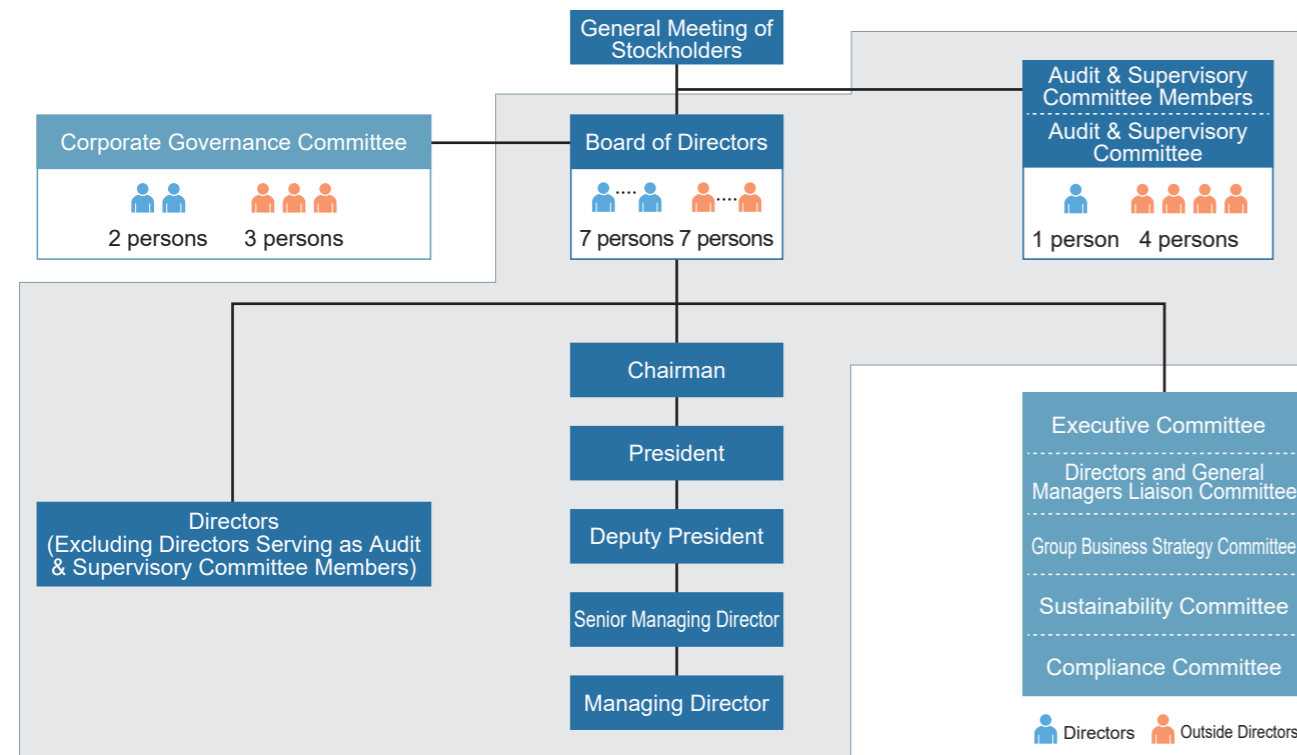 General Meeting of
Stockholders
Audit & Supervisory
Committee Members
Audit & Supervisory
Committee
1 person 4 persons
Corporate Governance Committee
2 persons 3 persons
Board of Directors
....
....
7 persons 7 persons
Chairman
President
Deputy President
Senior Managing Director
Managing Director
Directors
(Excluding Directors Serving as Audit
& Supervisory Committee Members)
Executive Committee
Directors and General
Managers Liaison Committee
Group Business Strategy Committee
Sustainability Committee
Compliance Committee
Directors Outside Directors